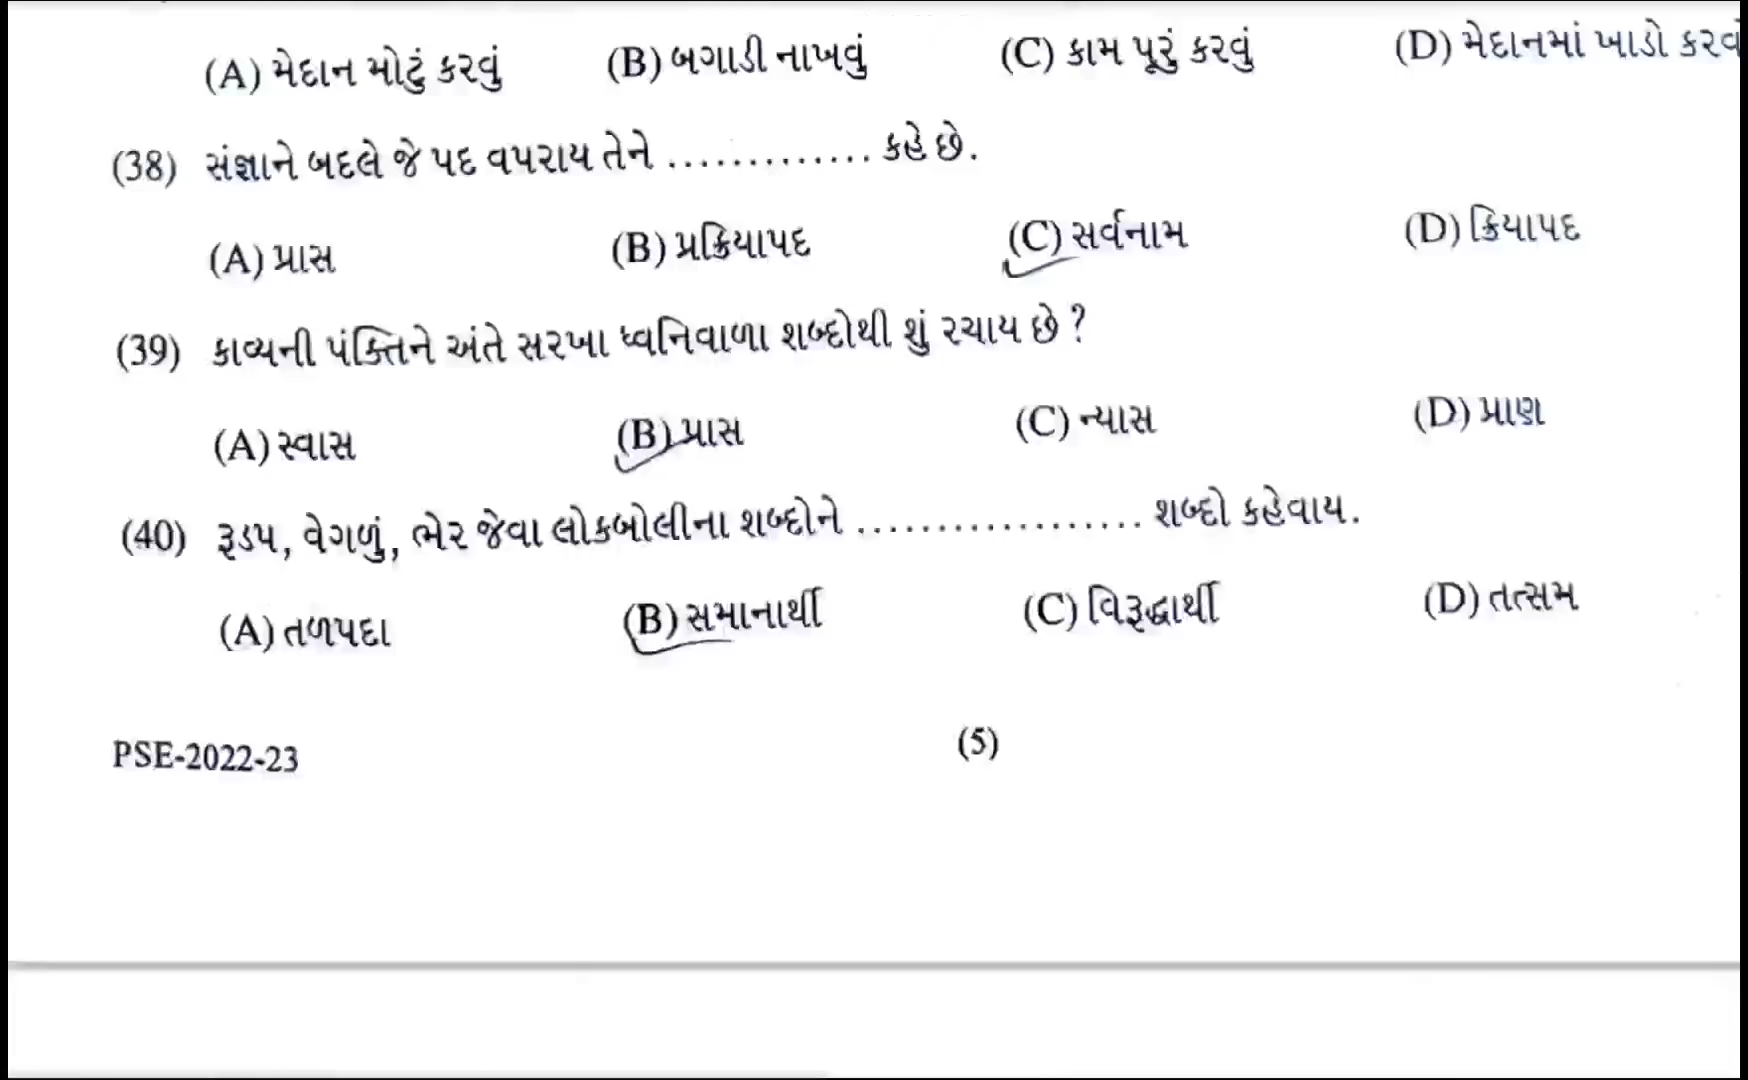 (A) મેદાન મોટું કરવું (B) બગાડી નાખવું (C) કામ પૂરું કરવું (D) મેદાનમાં ખાડો
(38) સંજ્ઞાને બદલે જે પદ વપરાય તેને ............. કહે છે.
(A) પ્રાસ (B) પ્રક્રિયાપદ (C) સર્વનામ (D) ક્રિયાપદ
(39) કાવ્યની પંક્તિને અંતે સરખા ધ્વનિવાળા શબ્દોથી શું રચાય છે ?
(A) સ્વાસ (B) પ્રાસ (C) ન્યાસ (D) પ્રાણ
(40) રૂડપ, વેગળું, ભેર જેવા લોકબોલીના શબ્દોને ................... શબ્દો કહેવાય.
(A) તળપદા (B) સમાનાર્થી (C) વિરૂદ્ધાર્થી (D) તત્સમ
PSE-2022-23 (5)